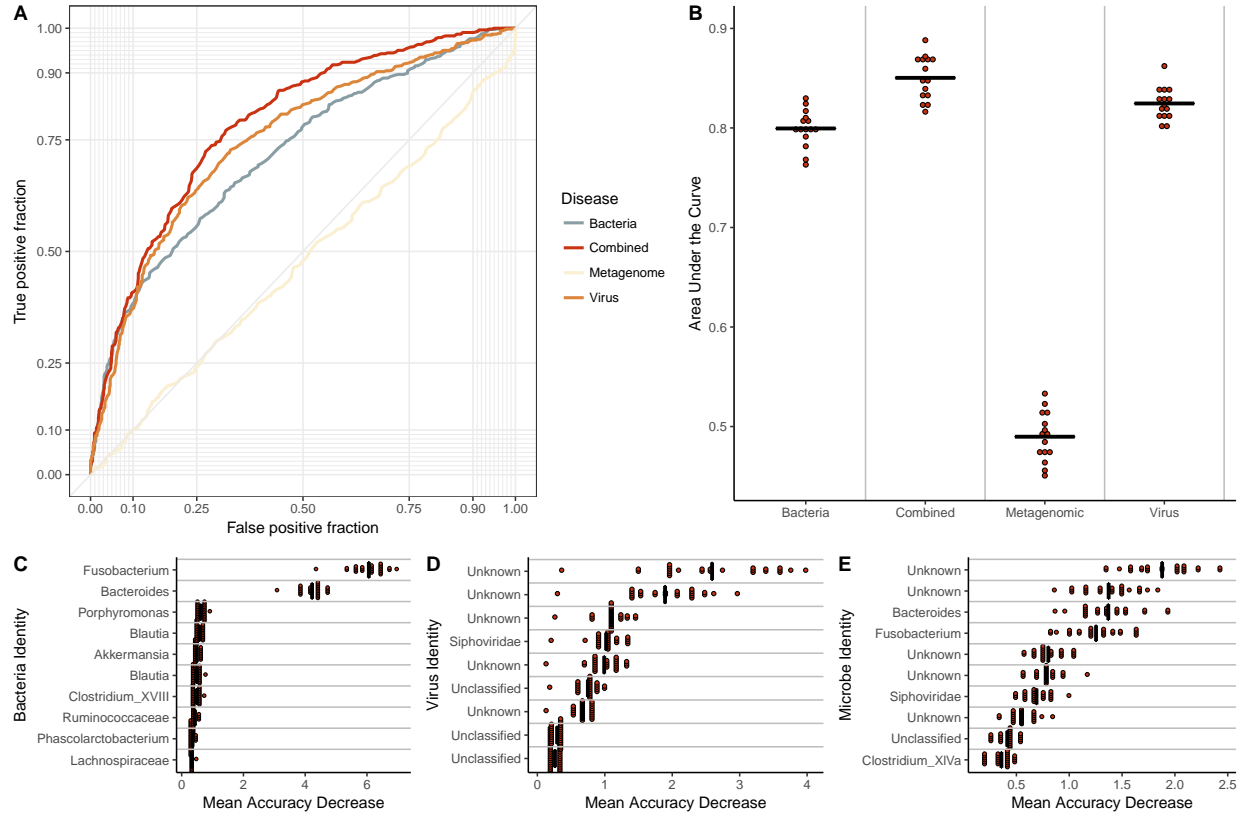 A
1.00
0.90
0.75
0.50
0.25
0.10
0.00
True positive fraction
0.00 0.10 0.25 0.50 0.75 0.90 1.00
False positive fraction
Disease
Bacteria
Combined
Metagenome
Virus
B
0.9
0.8
0.7
0.6
0.5
Area Under the Curve
Bacteria Combined Metagenomic Virus
C
Bacteria Identity
Fusobacterium
Bacteroides
Porphyromonas
Blautia
Akkermansia
Blautia
Clostridium_XVIII
Ruminococcaceae
Phascolarctobacterium
Lachnospiraceae
0 2 4 6
Mean Accuracy Decrease
D
Virus Identity
Unknown
Unknown
Unknown
Siphoviridae
Unknown
Unclassified
Unknown
Unclassified
Unclassified
0 1 2 3 4
Mean Accuracy Decrease
E
Microbe Identity
Unknown
Unknown
Bacteroides
Fusobacterium
Unknown
Unknown
Siphoviridae
Unknown
Unclassified
Clostridium_XIVa
0.5 1.0 1.5 2.0 2.5
Mean Accuracy Decrease